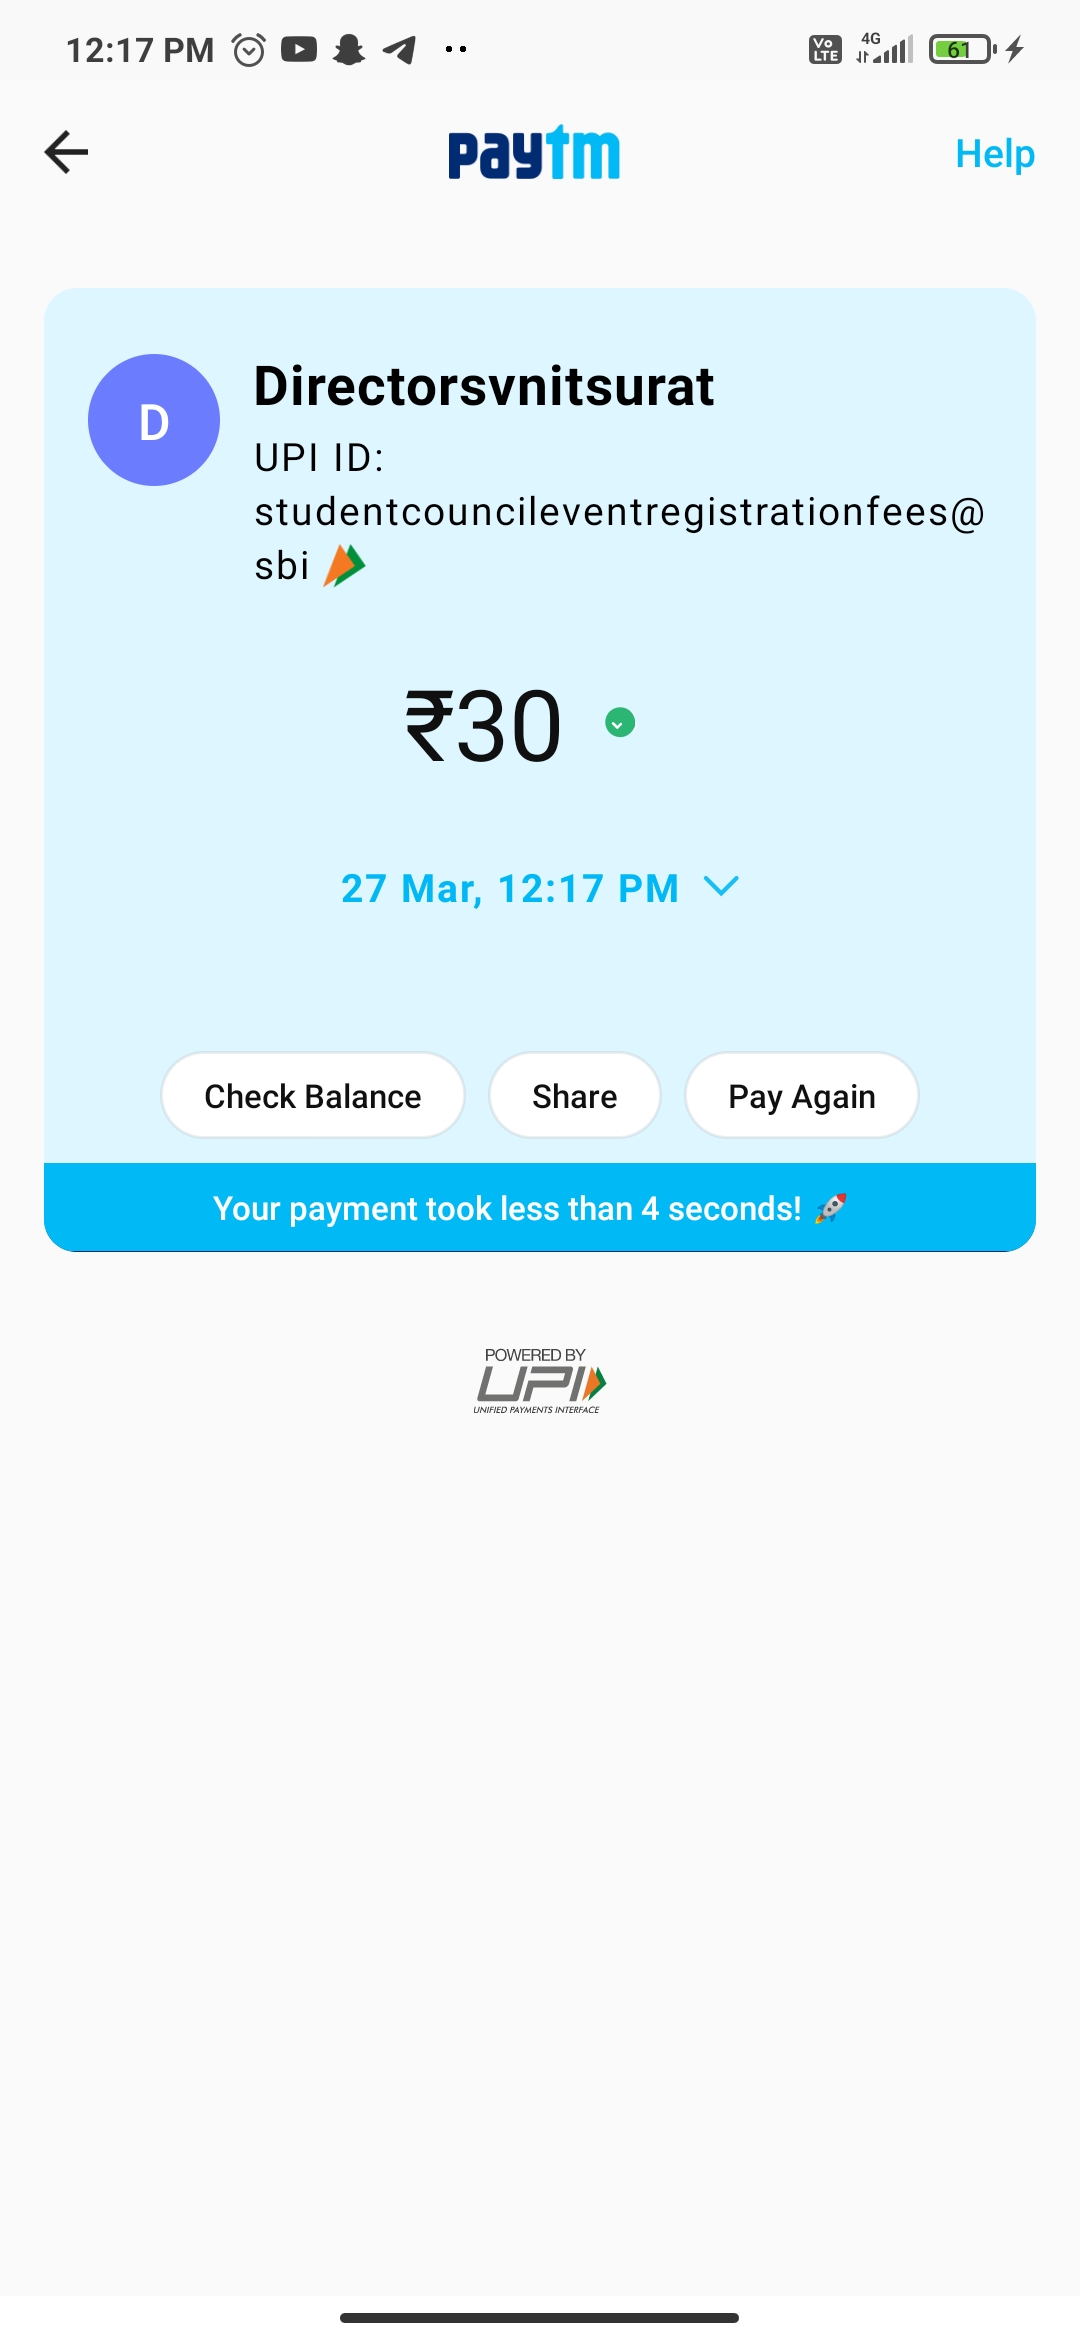 12:17 PM
Vo LTE
4G
61
paytm
Help
D
Directorsvnitsurat
UPI ID:
studentcouncileventregistrationfees@
sbi
₹30
27 Mar, 12:17 PM
Check Balance
Share
Pay Again
Your payment took less than 4 seconds! 🚀
POWERED BY
UPI
UNIFIED PAYMENTS INTERFACE